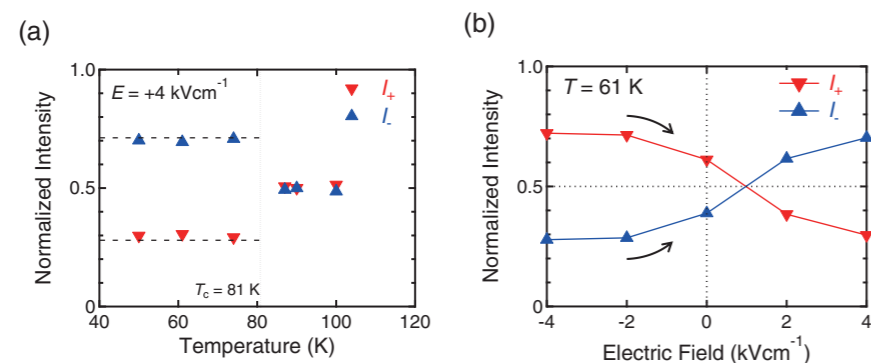 (a)
Normalized Intensity
1.0
0.5
0
E = +4 kVcm⁻¹
I₊
I₋
T_c = 81 K
40 60 80 100 120
Temperature (K)
(b)
Normalized Intensity
1.0
0.5
0
T = 61 K
I₊
I₋
-4 -2 0 2 4
Electric Field (kVcm⁻¹)